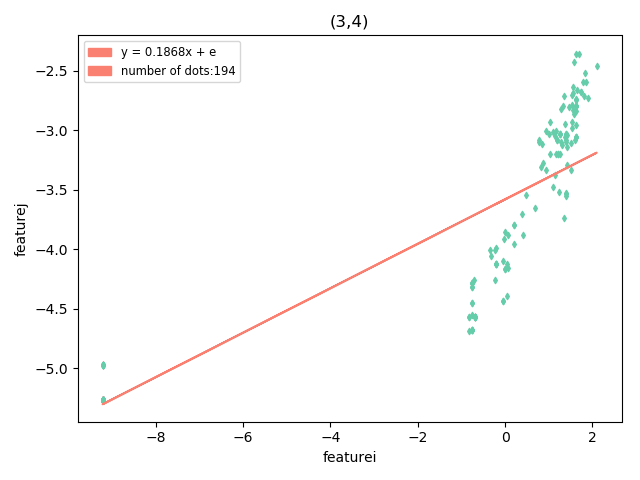 (3,4)
y = 0.1868x + e
number of dots:194
featurej
−2.5
−3.0
−3.5
−4.0
−4.5
−5.0
−8 −6 −4 −2 0 2
featurei